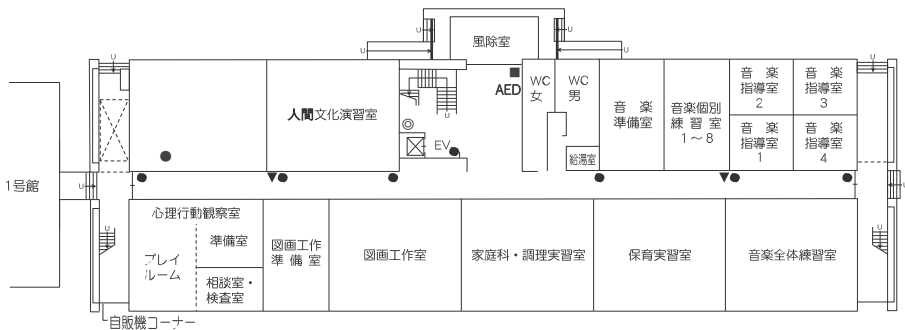 U
U
風除室
U
U
U
U
AED
WC
女
WC
男
音楽
準備室
音楽個別
練習室
1～8
音楽
指導室
2
音楽
指導室
3
音楽
指導室
1
音楽
指導室
4
人間文化演習室
U
EV
給湯室
1号館
U
U
心理行動観察室
プレイ
ルーム
準備室
相談室・
検査室
図画工作
準備室
図画工作室
家庭科・調理実習室
保育実習室
音楽全体練習室
U
U
自販機コーナー